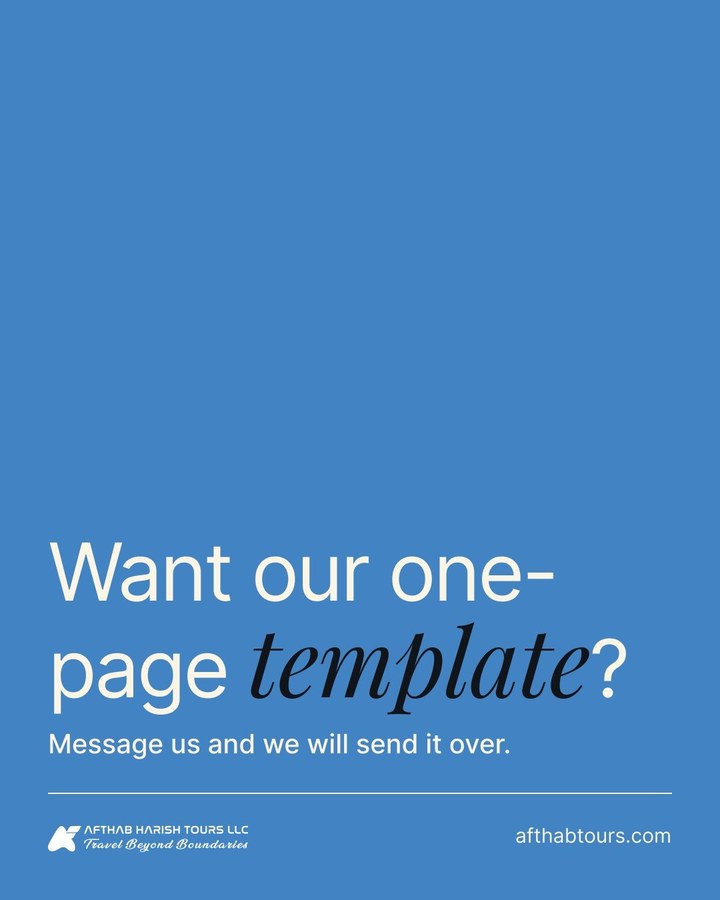 Want our one-
page template?
Message us and we will send it over.
AFTHAB HARISH TOURS LLC
Travel Beyond Boundaries
afthabtours.com